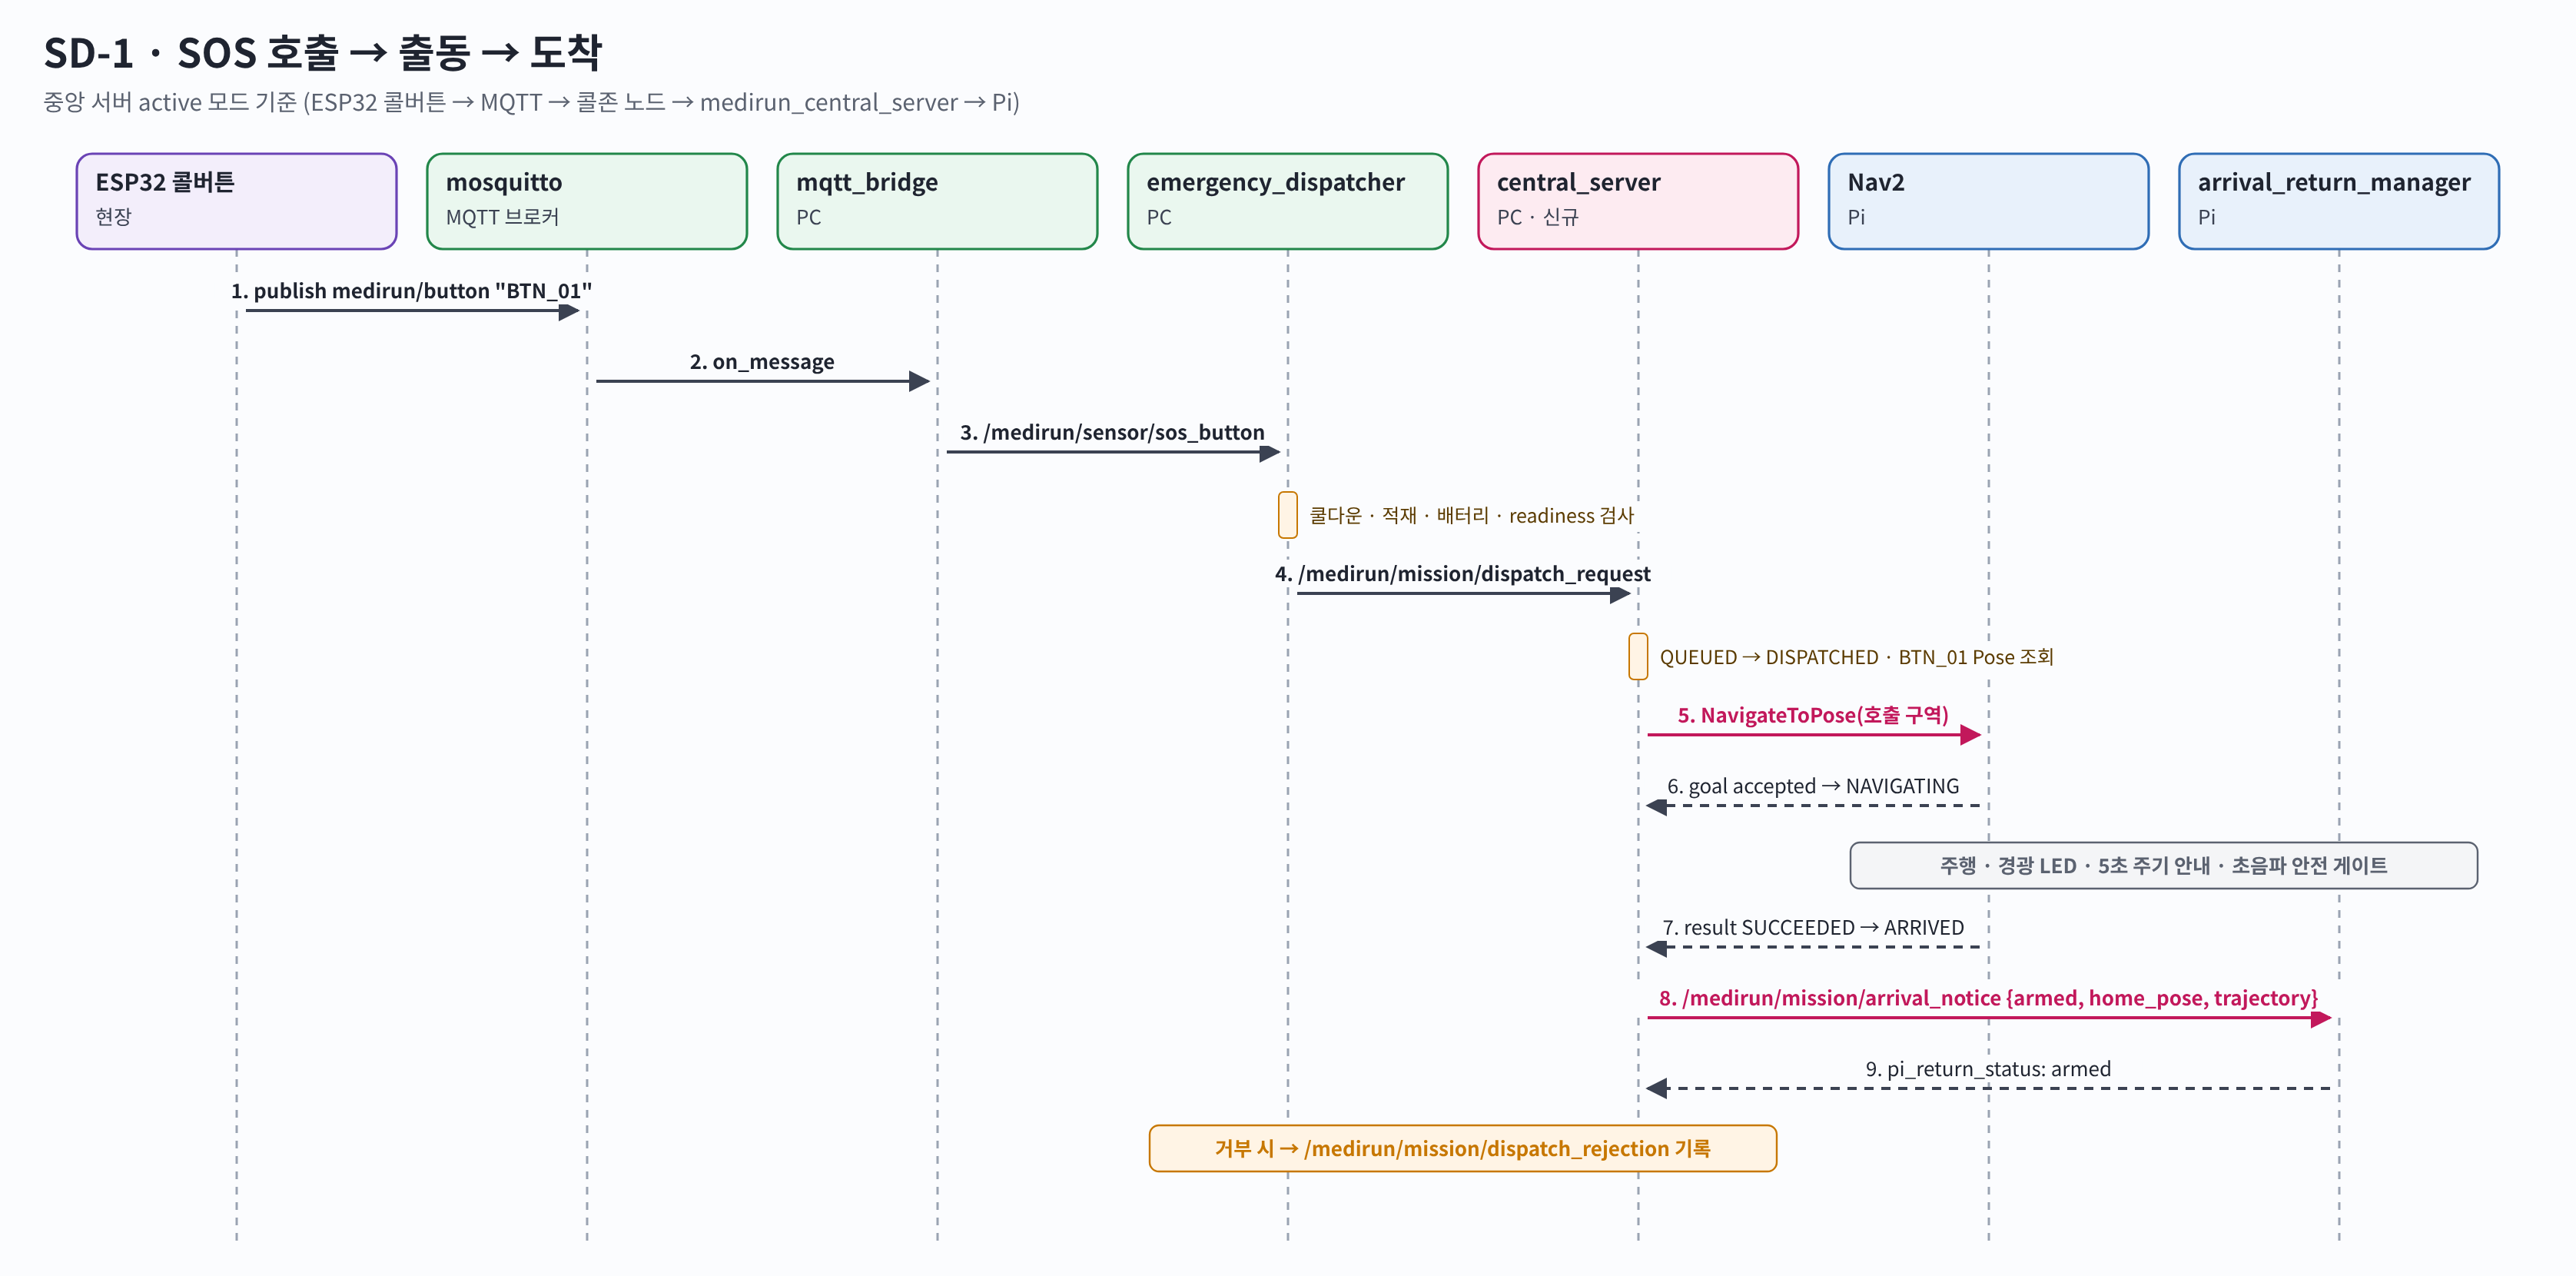 SD-1 · SOS 호출 → 출동 → 도착
중앙 서버 active 모드 기준 (ESP32 콜버튼 → MQTT → 콜존 노드 → medirun_central_server → Pi)
ESP32 콜버튼
현장
mosquitto
MQTT 브로커
mqtt_bridge
PC
emergency_dispatcher
PC
central_server
PC · 신규
Nav2
Pi
arrival_return_manager
Pi
1. publish medirun/button "BTN_01"
2. on_message
3. /medirun/sensor/sos_button
쿨다운 · 적재 · 배터리 · readiness 검사
4. /medirun/mission/dispatch_request
QUEUED → DISPATCHED · BTN_01 Pose 조회
5. NavigateToPose(호출 구역)
6. goal accepted → NAVIGATING
주행 · 경광 LED · 5초 주기 안내 · 초음파 안전 게이트
7. result SUCCEEDED → ARRIVED
8. /medirun/mission/arrival_notice {armed, home_pose, trajectory}
9. pi_return_status: armed
거부 시 → /medirun/mission/dispatch_rejection 기록